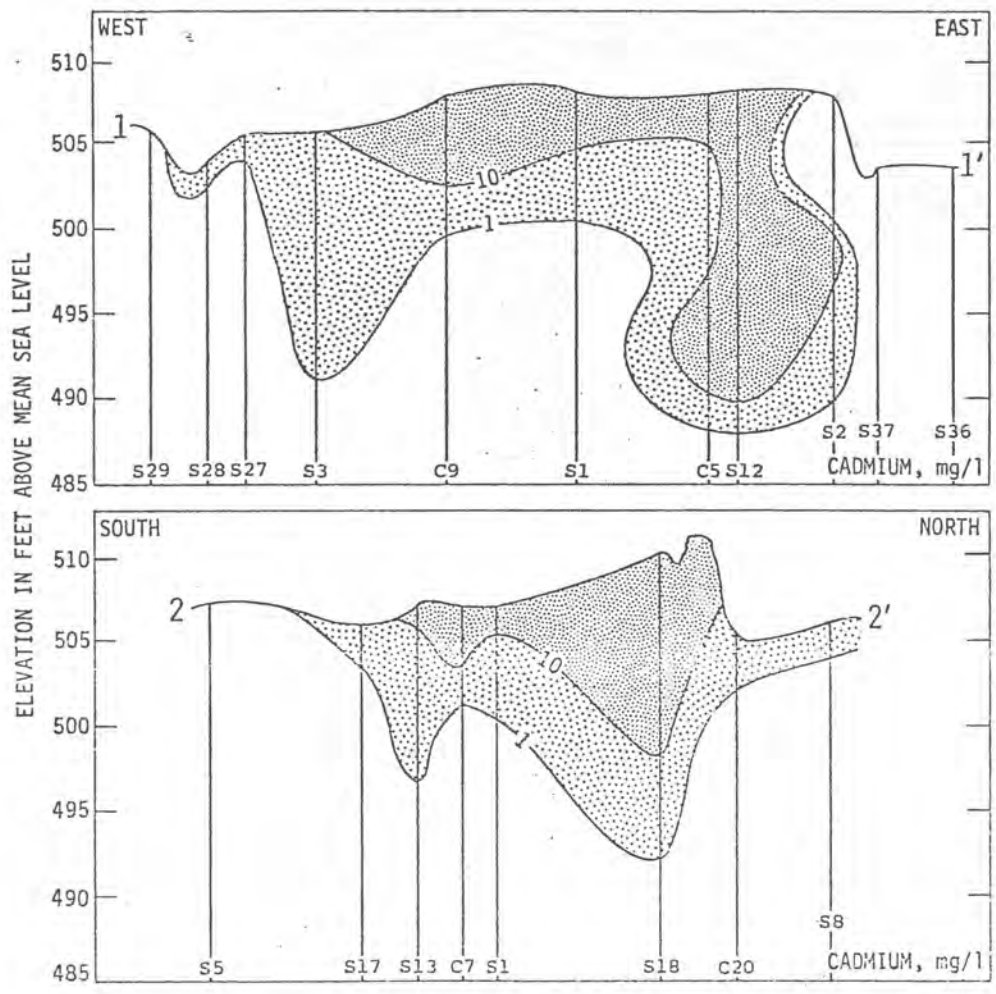 WEST EAST
510
505
500
495
490
485
1 1'
10
1
S29 S28 S27 S3 C9 S1 C5 S12 S2 S37 S36
CADMIUM, mg/l
ELEVATION IN FEET ABOVE MEAN SEA LEVEL
SOUTH NORTH
510
505
500
495
490
485
2 2'
10
1
S5 S17 S13 C7 S1 S18 C20 S8
CADMIUM, mg/l